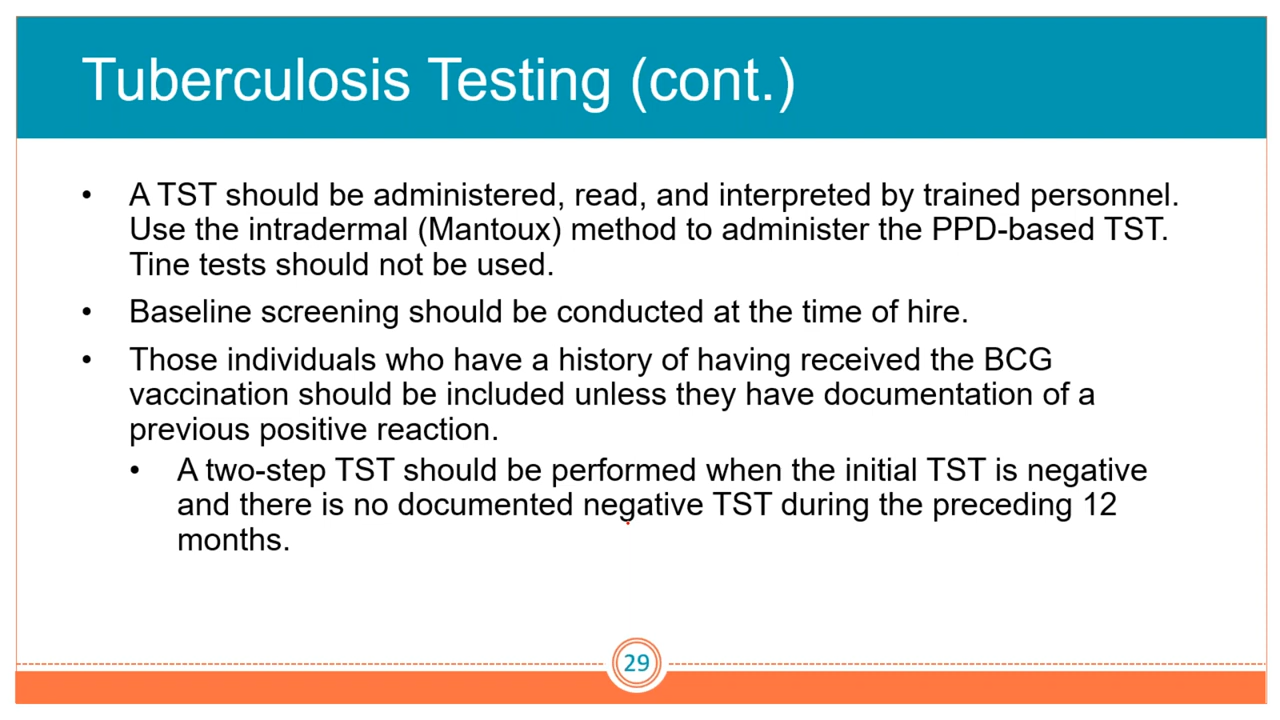 Tuberculosis Testing (cont.)
• A TST should be administered, read, and interpreted by trained personnel.
Use the intradermal (Mantoux) method to administer the PPD-based TST.
Tine tests should not be used.
• Baseline screening should be conducted at the time of hire.
• Those individuals who have a history of having received the BCG
vaccination should be included unless they have documentation of a
previous positive reaction.
• A two-step TST should be performed when the initial TST is negative
and there is no documented negative TST during the preceding 12
months.
29